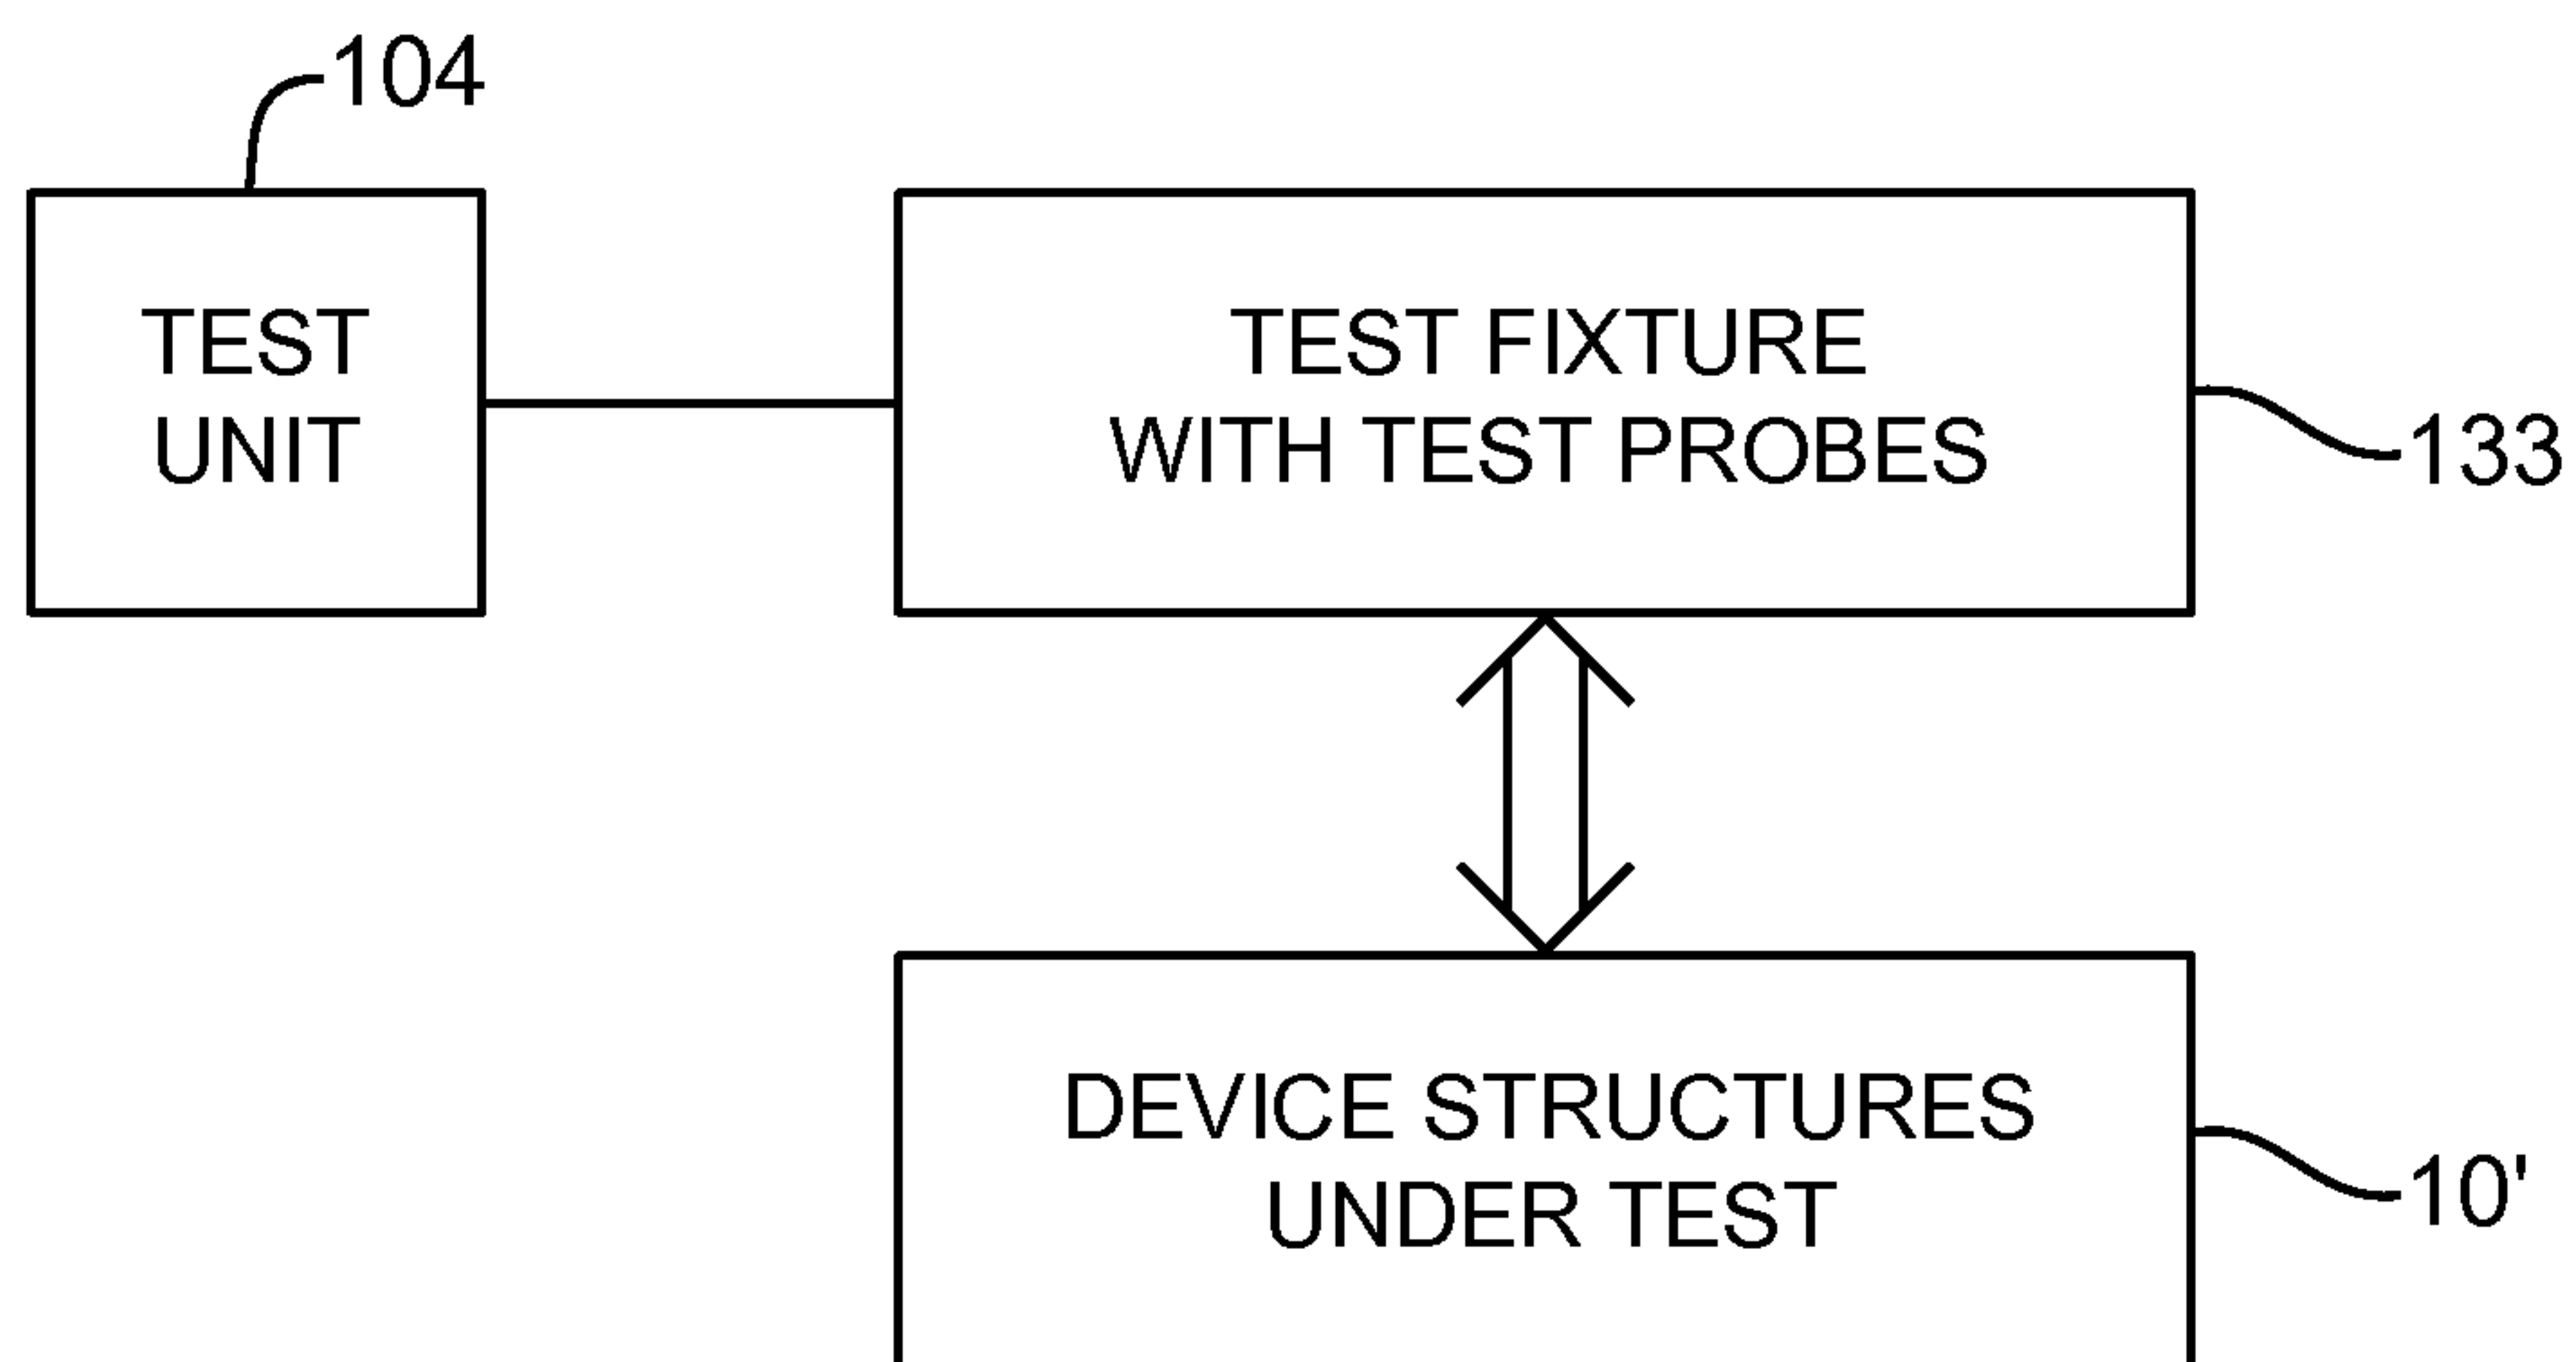 104
TEST
UNIT
TEST FIXTURE
WITH TEST PROBES
133
DEVICE STRUCTURES
UNDER TEST
10'